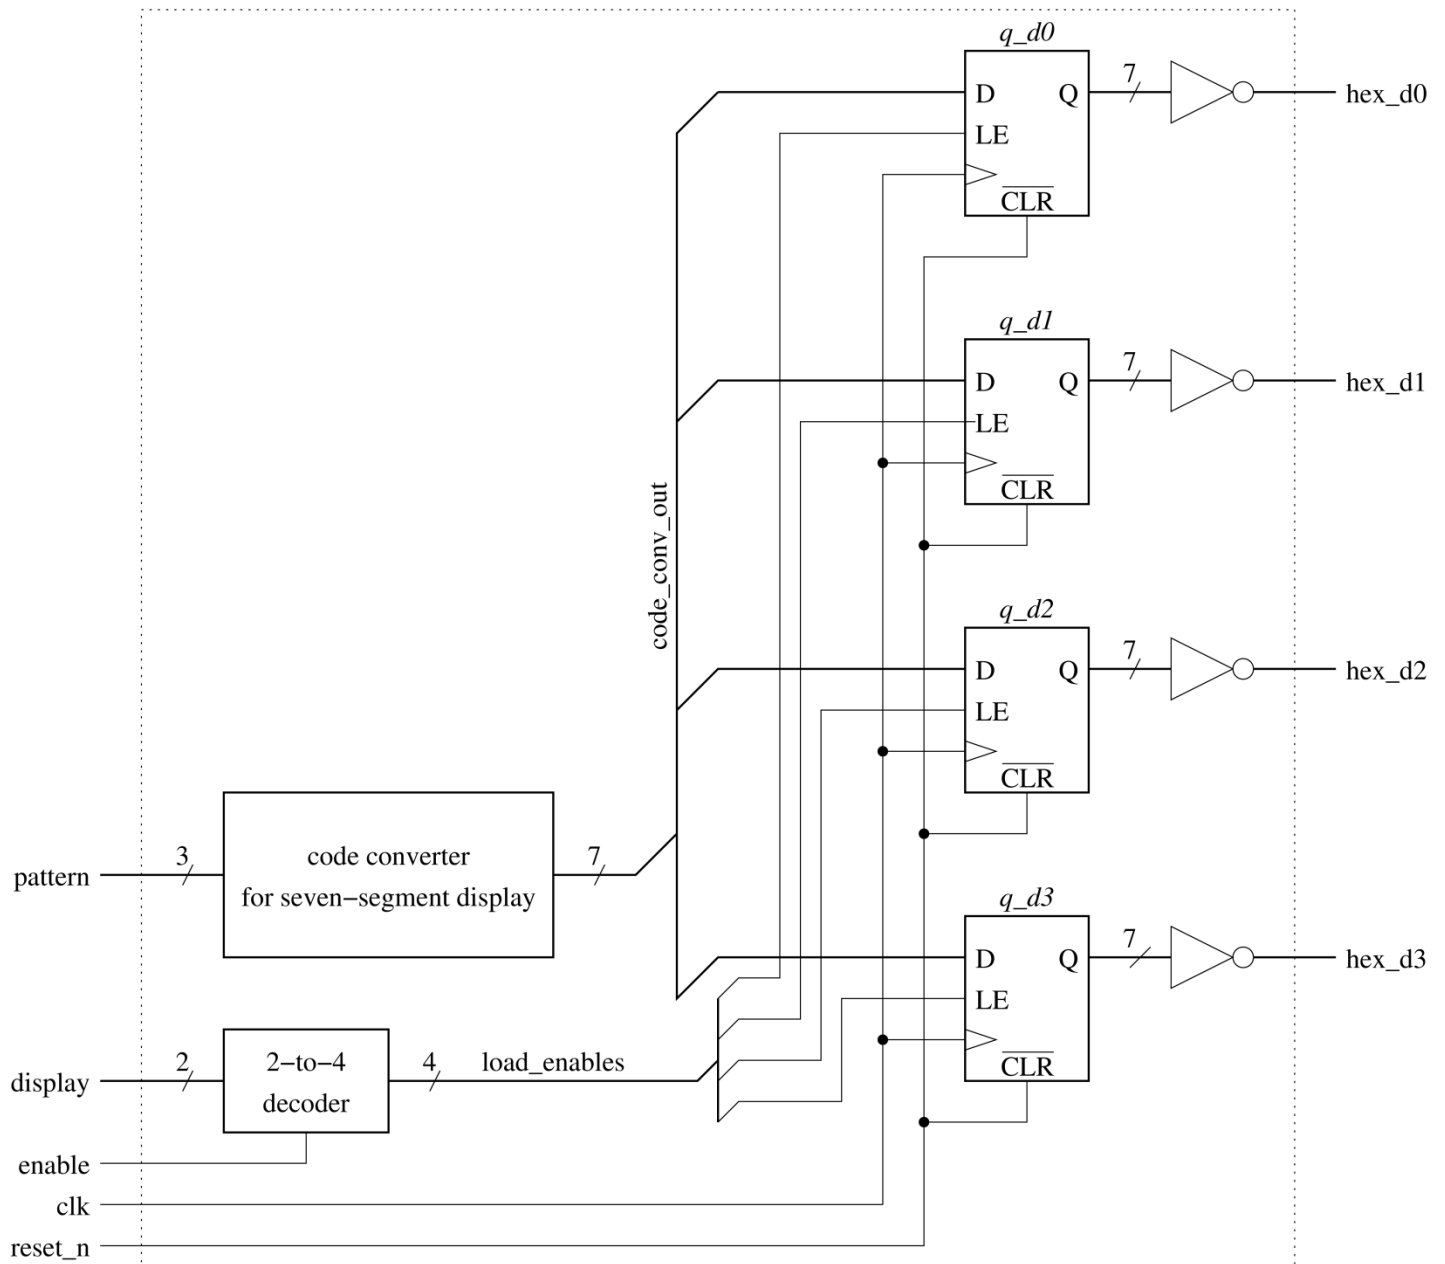 q_d0
D
Q
7
hex_d0
LE
CLR
q_d1
D
Q
7
hex_d1
LE
CLR
code_conv_out
q_d2
D
Q
7
hex_d2
LE
CLR
pattern
3
code converter
for seven-segment display
7
q_d3
D
Q
7
hex_d3
LE
CLR
display
2
2-to-4
decoder
4
load_enables
enable
clk
reset_n